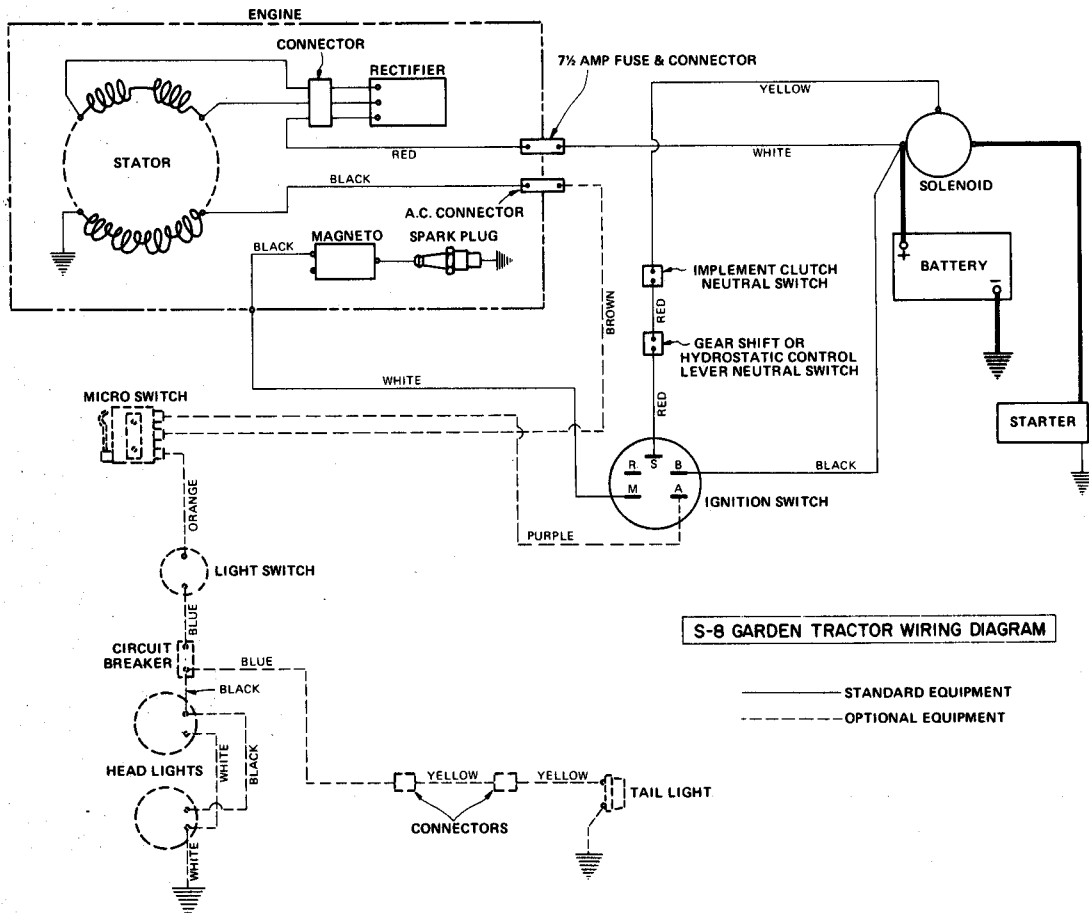 ENGINE
CONNECTOR
RECTIFIER
7½ AMP FUSE & CONNECTOR
YELLOW
STATOR
RED
WHITE
SOLENOID
BLACK
A.C. CONNECTOR
MAGNETO
SPARK PLUG
BLACK
+
BATTERY
−
IMPLEMENT CLUTCH
NEUTRAL SWITCH
BROWN
RED
GEAR SHIFT OR
HYDROSTATIC CONTROL
LEVER NEUTRAL SWITCH
WHITE
RED
MICRO SWITCH
STARTER
R
S
B
BLACK
M
A
IGNITION SWITCH
ORANGE
PURPLE
LIGHT SWITCH
BLUE
S-8 GARDEN TRACTOR WIRING DIAGRAM
CIRCUIT
BREAKER
BLUE
BLACK
STANDARD EQUIPMENT
OPTIONAL EQUIPMENT
WHITE
BLACK
HEAD LIGHTS
YELLOW
YELLOW
TAIL LIGHT
CONNECTORS
WHITE